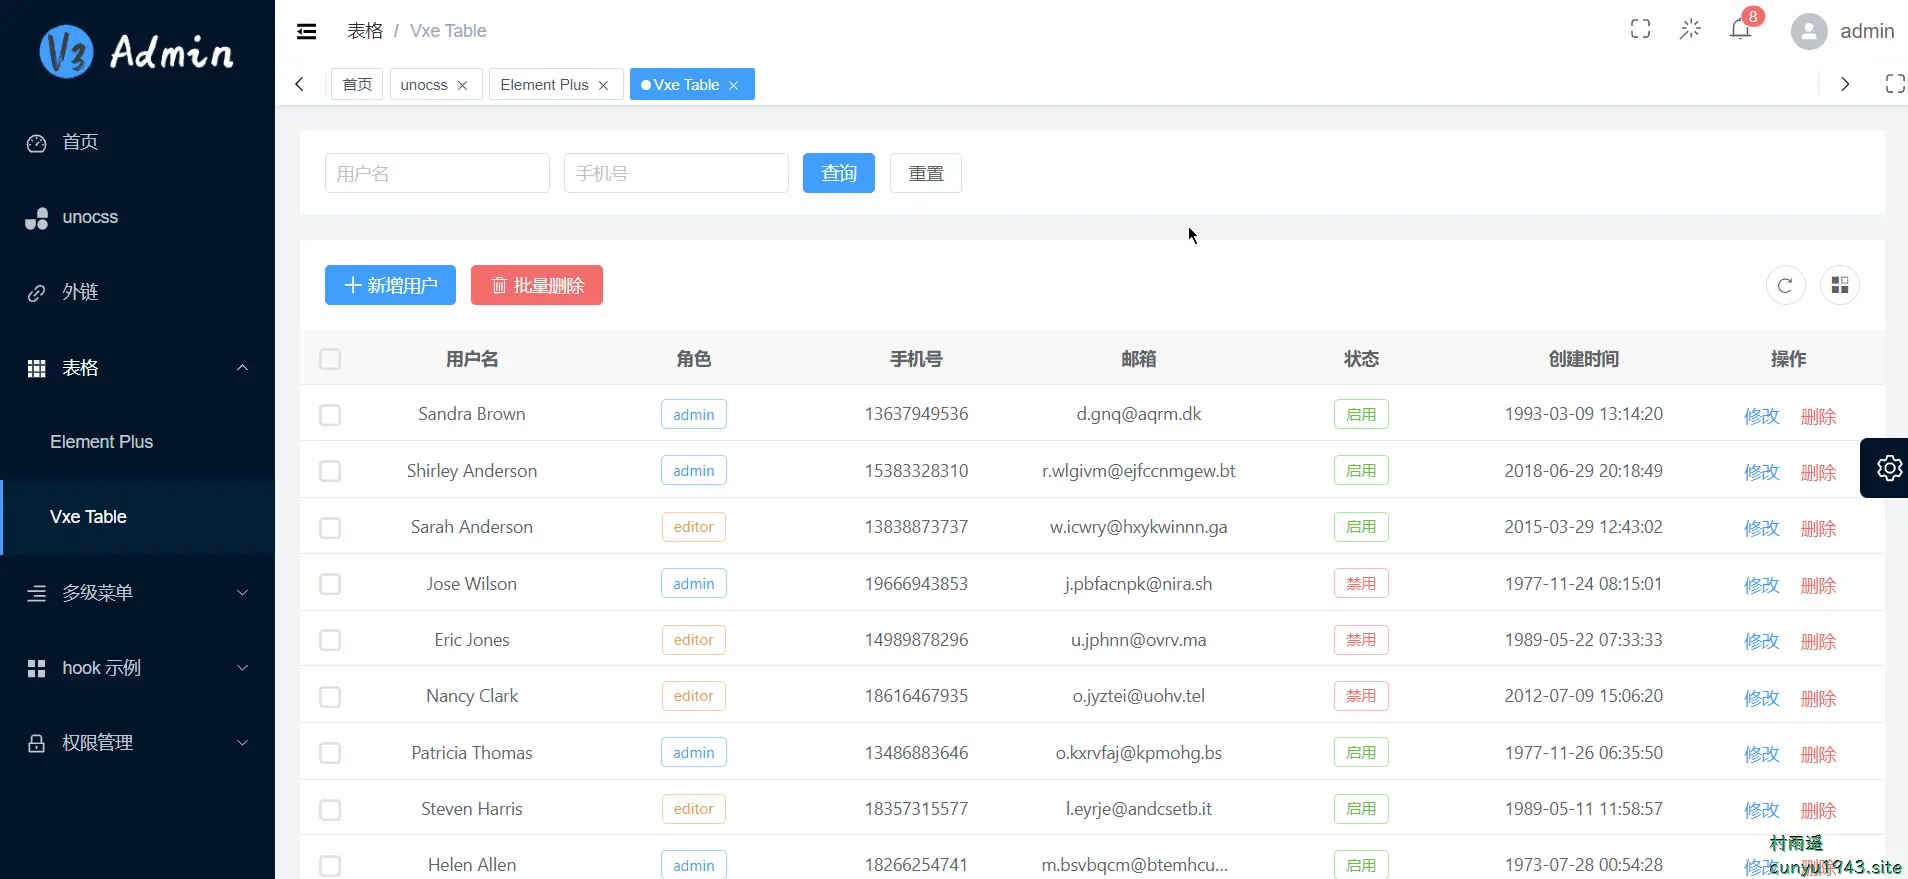 V3 Admin
首页
unocss
外链
表格
Element Plus
Vxe Table
多级菜单
hook 示例
权限管理
表格 / Vxe Table
8
admin
首页 unocss Element Plus Vxe Table
用户名 手机号 查询 重置
新增用户 批量删除
用户名 角色 手机号 邮箱 状态 创建时间 操作
Sandra Brown admin 13637949536 d.gnq@aqrm.dk 启用 1993-03-09 13:14:20 修改 删除
Shirley Anderson admin 15383328310 r.wlgivm@ejfccnmgew.bt 启用 2018-06-29 20:18:49 修改 删除
Sarah Anderson editor 13838873737 w.icwry@hxykwinnn.ga 启用 2015-03-29 12:43:02 修改 删除
Jose Wilson admin 19666943853 j.pbfacnpk@nira.sh 禁用 1977-11-24 08:15:01 修改 删除
Eric Jones editor 14989878296 u.jphnn@ovrv.ma 禁用 1989-05-22 07:33:33 修改 删除
Nancy Clark editor 18616467935 o.jyztei@uohv.tel 禁用 2012-07-09 15:06:20 修改 删除
Patricia Thomas admin 13486883646 o.kxrvfaj@kpmohg.bs 启用 1977-11-26 06:35:50 修改 删除
Steven Harris editor 18357315577 l.eyrje@andcsetb.it 启用 1989-05-11 11:58:57 修改 删除
Helen Allen admin 18266254741 m.bsvbqcm@btemhcu... 启用 1973-07-28 00:54:28 修改 删除
村雨遥
cunyu1943.site